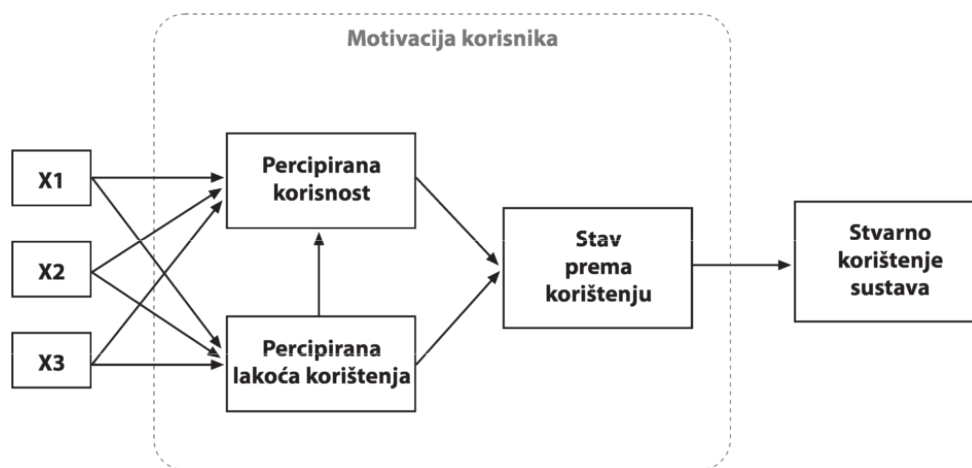 Motivacija korisnika
X1
X2
X3
Percipirana
korisnost
Percipirana
lakoća korištenja
Stav
prema
korištenju
Stvarno
korištenje
sustava